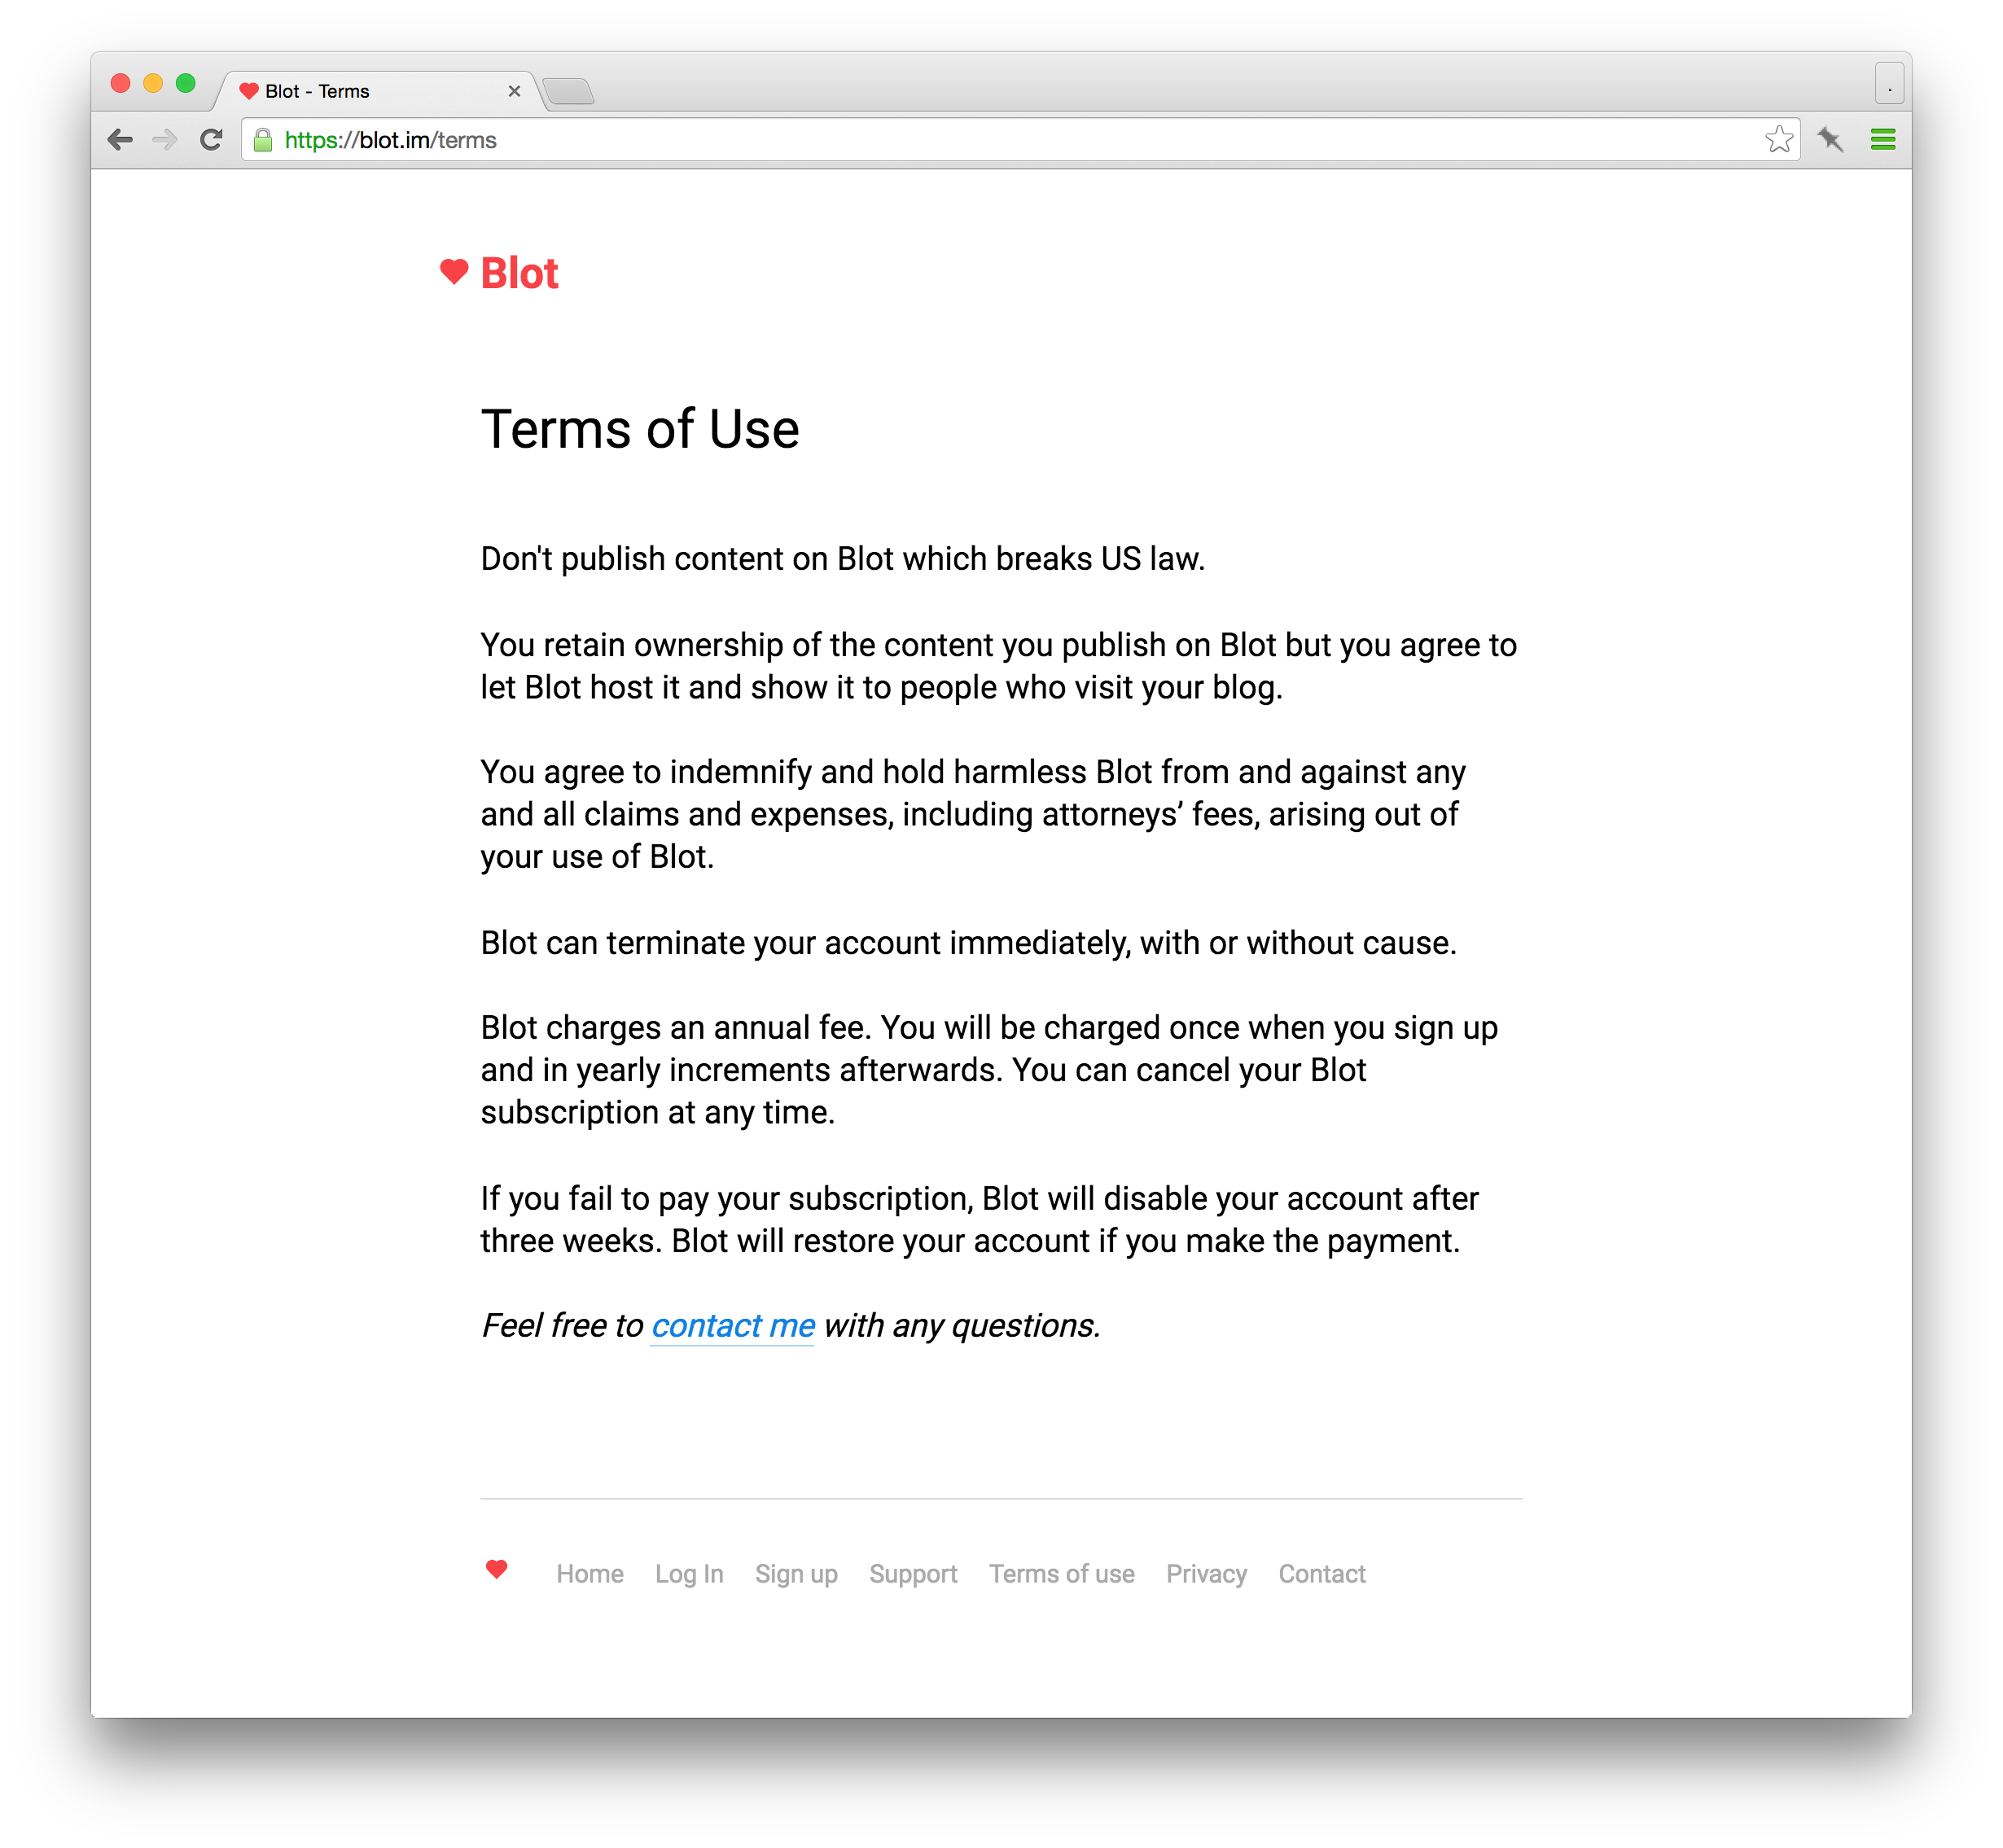 Blot - Terms
https://blot.im/terms
Blot
Terms of Use
Don't publish content on Blot which breaks US law.
You retain ownership of the content you publish on Blot but you agree to
let Blot host it and show it to people who visit your blog.
You agree to indemnify and hold harmless Blot from and against any
and all claims and expenses, including attorneys’ fees, arising out of
your use of Blot.
Blot can terminate your account immediately, with or without cause.
Blot charges an annual fee. You will be charged once when you sign up
and in yearly increments afterwards. You can cancel your Blot
subscription at any time.
If you fail to pay your subscription, Blot will disable your account after
three weeks. Blot will restore your account if you make the payment.
Feel free to contact me with any questions.
Home Log In Sign up Support Terms of use Privacy Contact